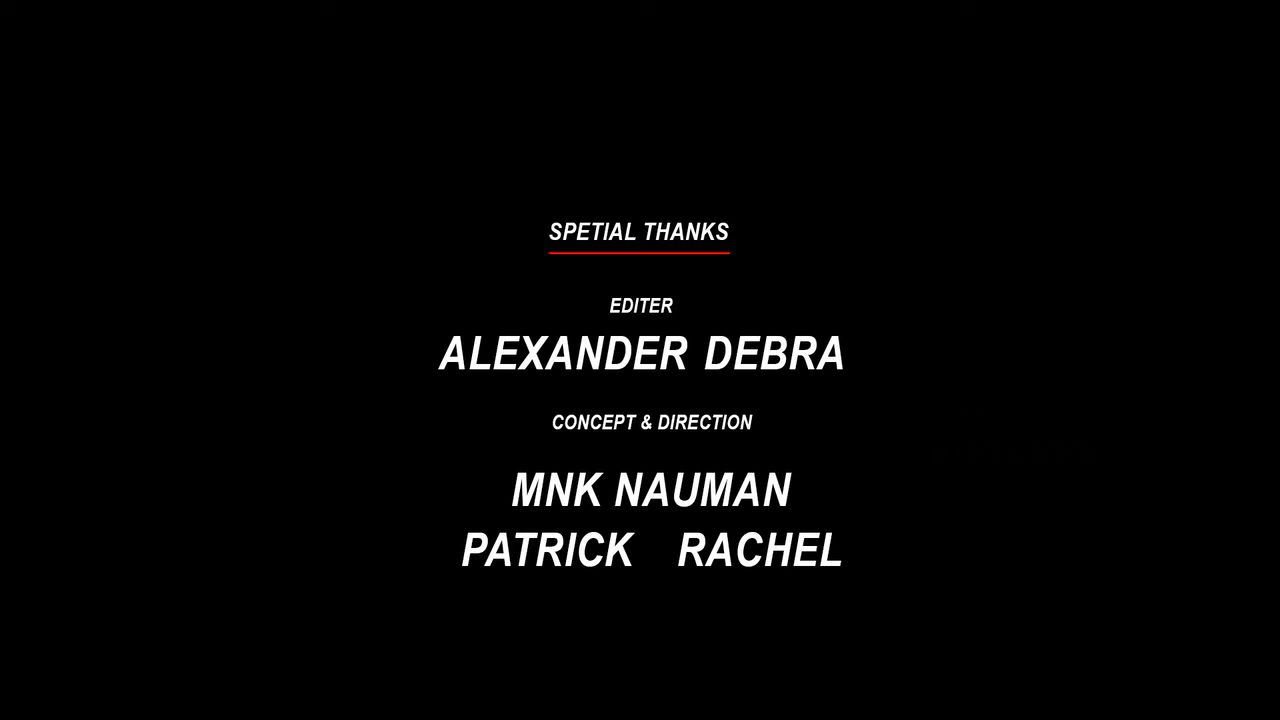 SPETIAL THANKS
EDITER
ALEXANDER DEBRA
CONCEPT & DIRECTION
MNK NAUMAN
PATRICK RACHEL